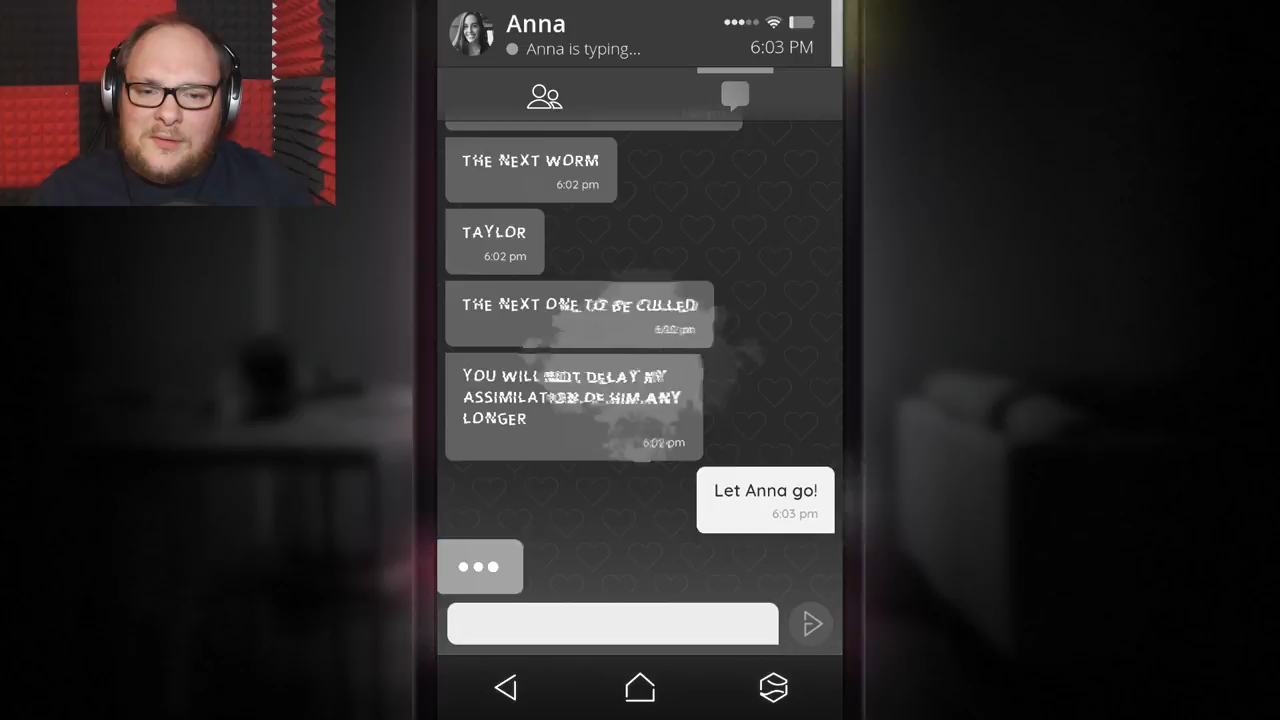 Anna
Anna is typing...
6:03 PM
THE NEXT WORM
6:02 pm
TAYLOR
6:02 pm
THE NEXT ONE TO BE CULLED
YOU WILL NOT DELAY MY
ASSIMILATION OF HIM ANY
LONGER
6:02 pm
Let Anna go!
6:03 pm